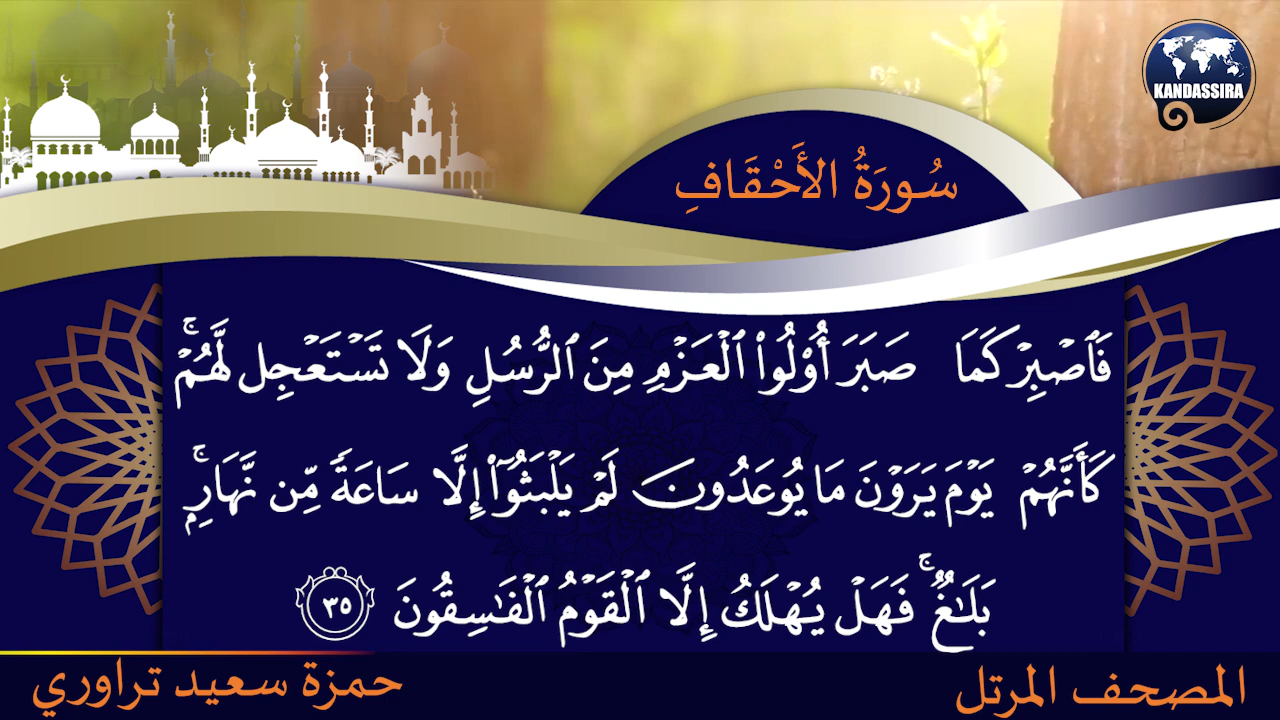 KANDASSIRA
سُورَةُ الأَحْقَافِ
فَٱصۡبِرۡ كَمَا صَبَرَ أُوْلُواْ ٱلۡعَزۡمِ مِنَ ٱلرُّسُلِ وَلَا تَسۡتَعۡجِل لَّهُمۡۚ
كَأَنَّهُمۡ يَوۡمَ يَرَوۡنَ مَا يُوعَدُونَ لَمۡ يَلۡبَثُوٓاْ إِلَّا سَاعَةٗ مِّن نَّهَارِۭۚ
بَلَٰغٞۚ فَهَلۡ يُهۡلَكُ إِلَّا ٱلۡقَوۡمُ ٱلۡفَٰسِقُونَ ٣٥
المصحف المرتل
حمزة سعيد تراوري